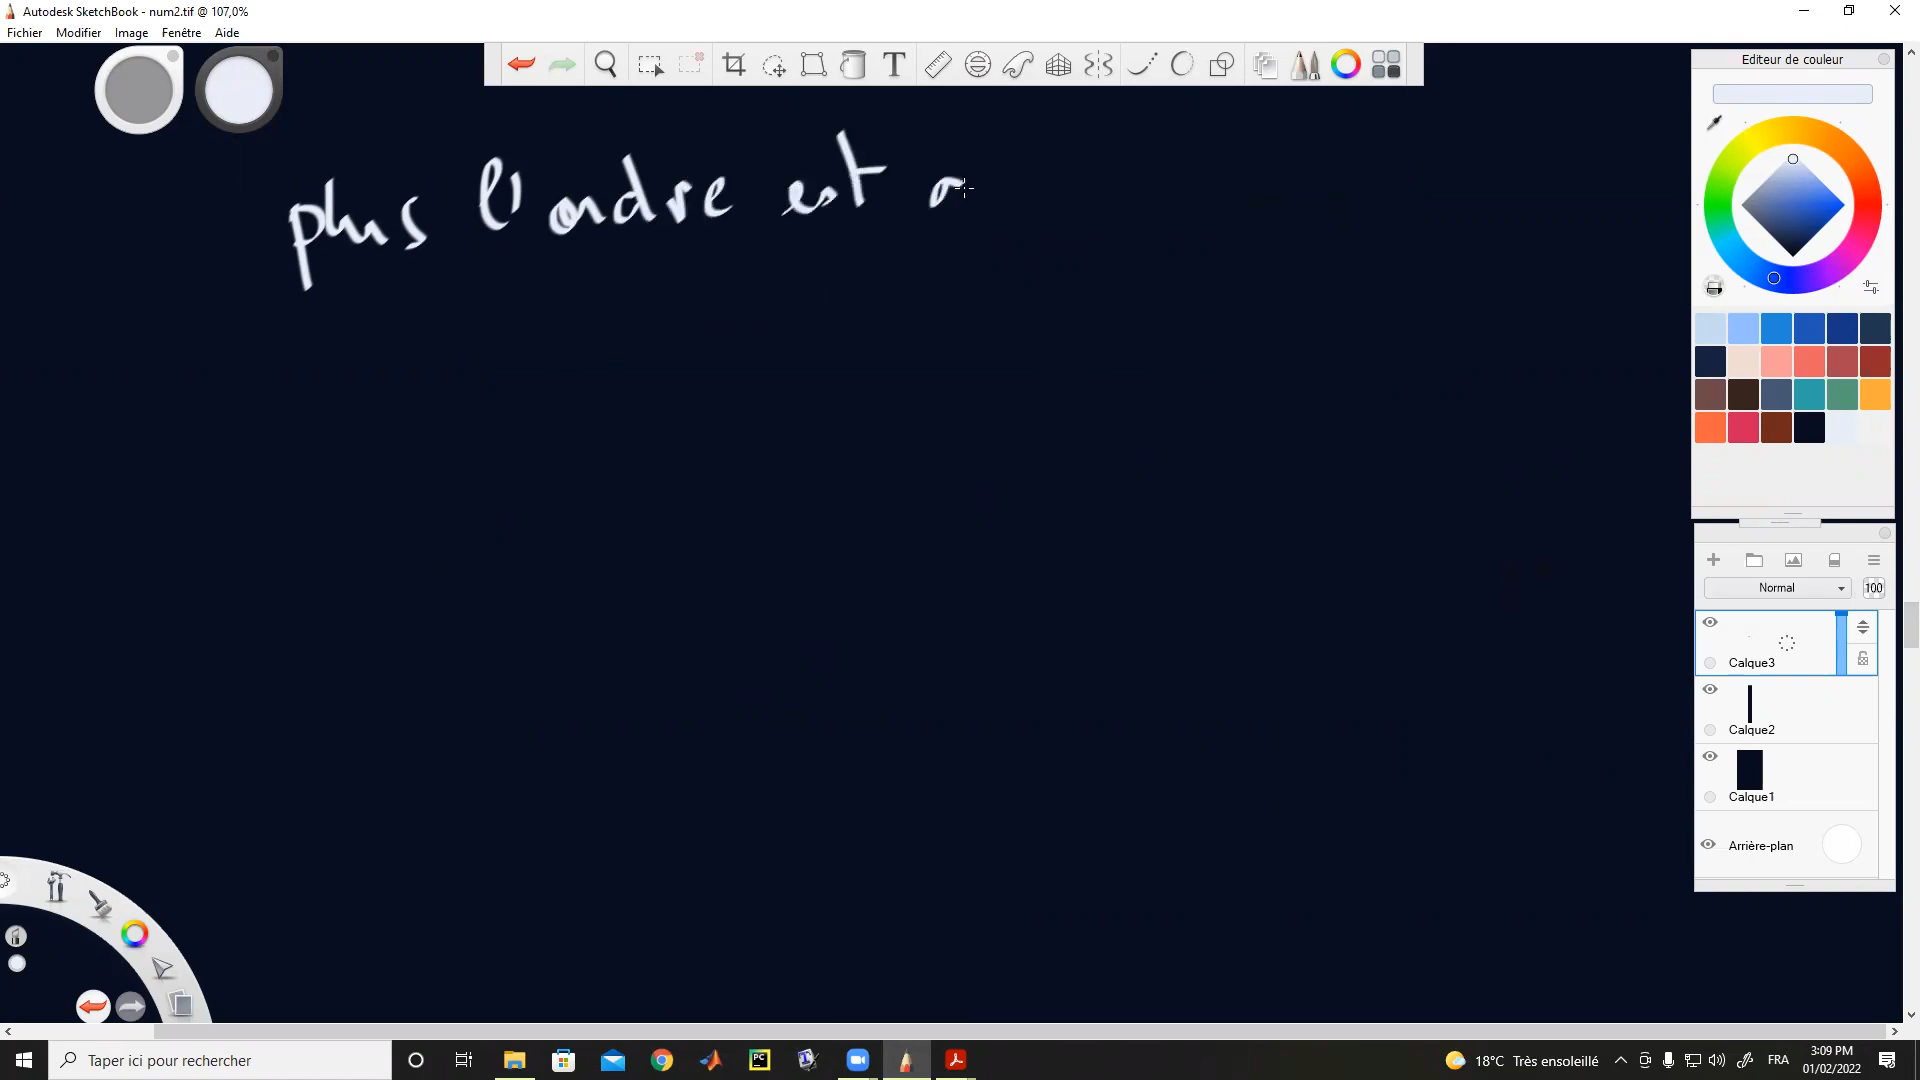 Autodesk SketchBook - num2.tif @ 107,0%
Fichier Modifier Image Fenêtre Aide
T
Editeur de couleur
plus l'ordre est
Normal 100
Calque3
Calque2
Calque1
Arrière-plan
Taper ici pour rechercher
PC
18°C Très ensoleillé
FRA
3:09 PM
01/02/2022